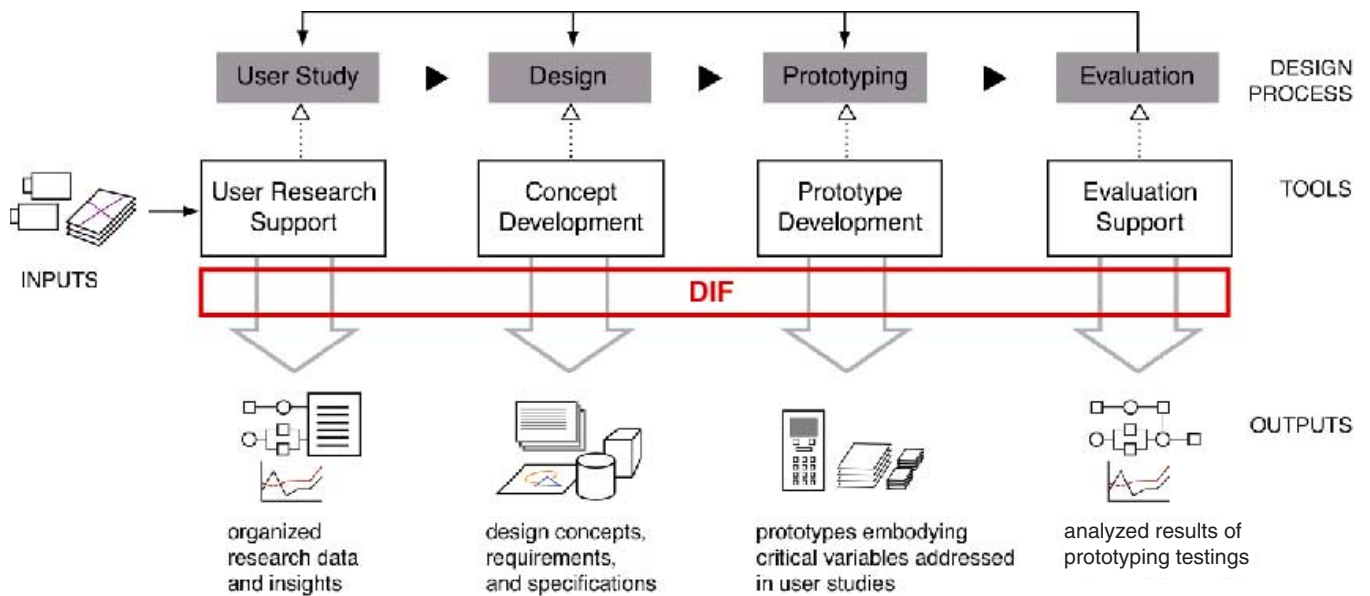 User Study
Design
Prototyping
Evaluation
DESIGN
PROCESS
User Research
Support
Concept
Development
Prototype
Development
Evaluation
Support
TOOLS
INPUTS
DIF
OUTPUTS
organized
research data
and insights
design concepts,
requirements,
and specifications
prototypes embodying
critical variables addressed
in user studies
analyzed results of
prototyping testings